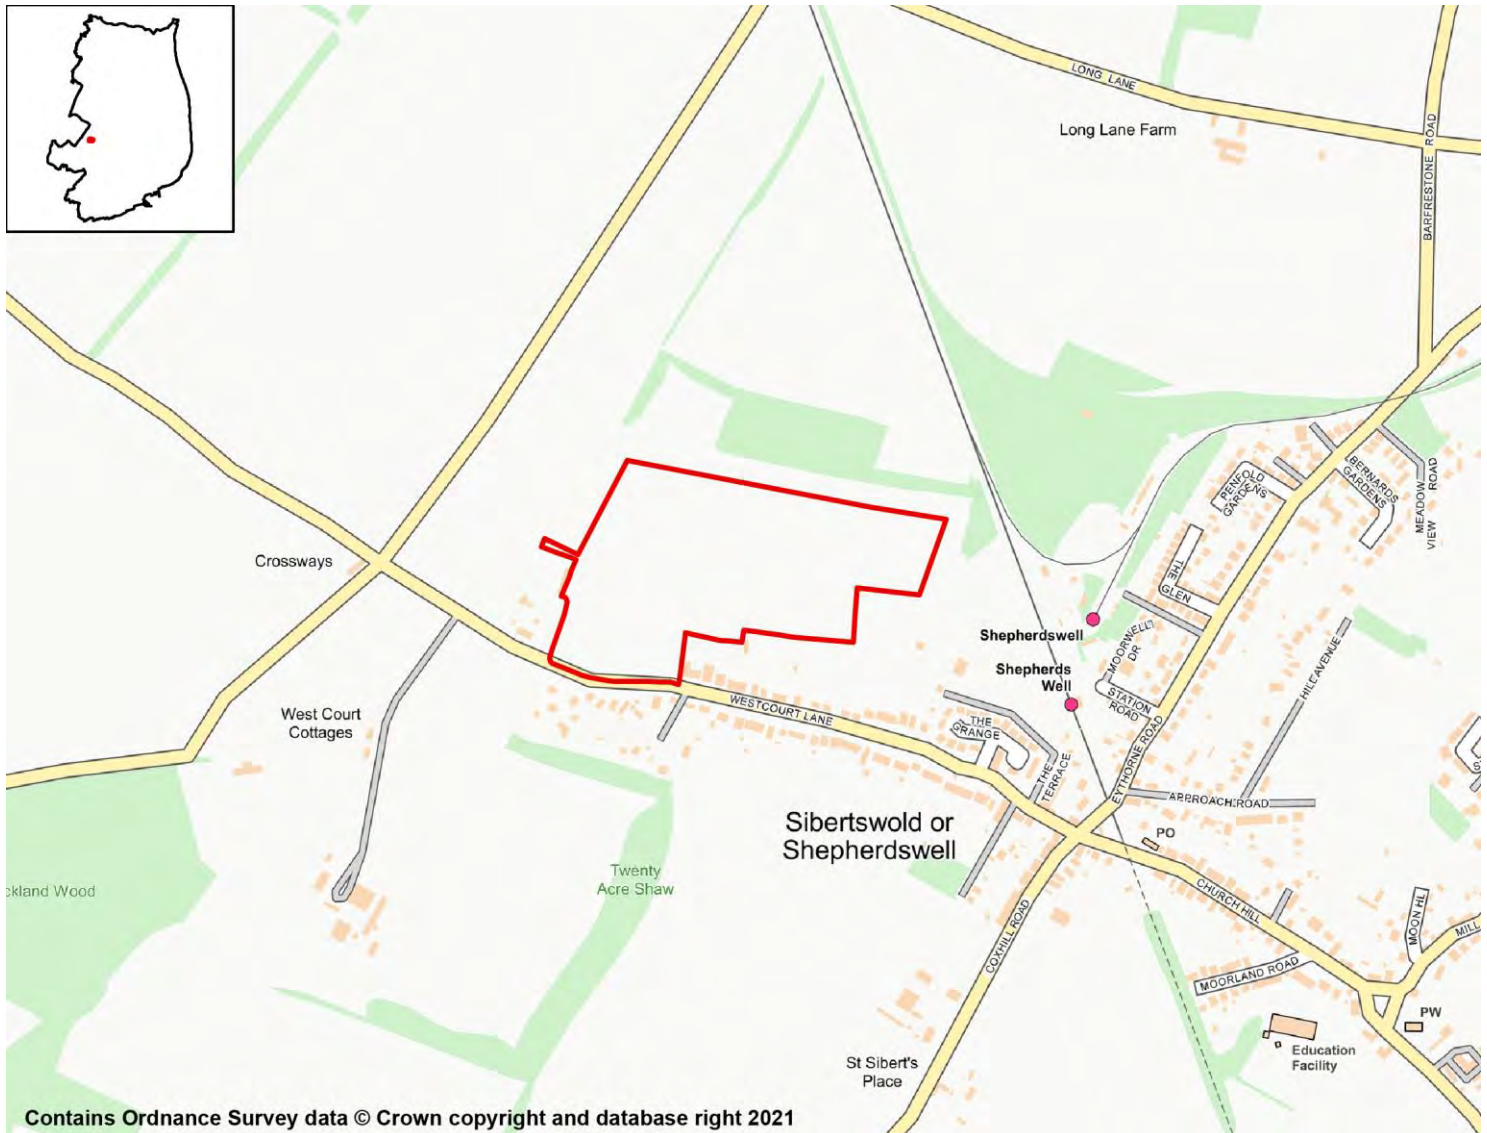 LONG LANE
Long Lane Farm
BARFRESTONE ROAD
BERNARDS
GARDENS
MEADOW
VIEW ROAD
PENFOLD
GARDENS
THE
GLEN
Crossways
Shepherdswell
MOORWELL
DR
Shepherds
Well
STATION
ROAD
HILL AVENUE
West Court
Cottages
WESTCOURT LANE
THE
GRANGE
THE
TERRACE
EYTHORNE ROAD
APPROACH ROAD
Sibertswold or
Shepherdswell
PO
Twenty
Acre Shaw
ckland Wood
CHURCH HILL
COXHILL ROAD
MOON HL
MILL
MOORLAND ROAD
PW
Education
Facility
St Sibert's
Place
S
Contains Ordnance Survey data © Crown copyright and database right 2021